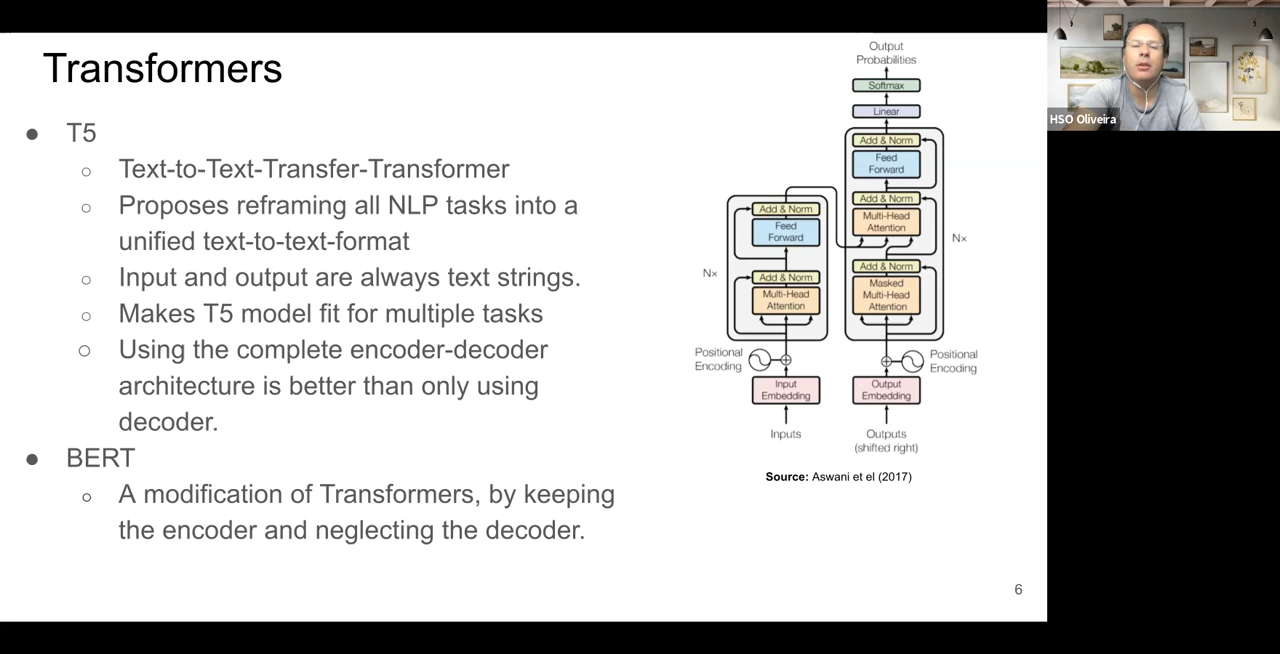 Transformers
● T5
○ Text-to-Text-Transfer-Transformer
○ Proposes reframing all NLP tasks into a
unified text-to-text-format
○ Input and output are always text strings.
○ Makes T5 model fit for multiple tasks
○ Using the complete encoder-decoder
architecture is better than only using
decoder.
● BERT
○ A modification of Transformers, by keeping
the encoder and neglecting the decoder.
Output
Probabilities
Softmax
Linear
Add & Norm
Feed
Forward
Add & Norm
Multi-Head
Attention
Add & Norm
Masked
Multi-Head
Attention
Nx
Positional
Encoding
Output
Embedding
Outputs
(shifted right)
Add & Norm
Feed
Forward
Add & Norm
Multi-Head
Attention
Nx
Positional
Encoding
Input
Embedding
Inputs
Source: Aswani et el (2017)
6
HSO Oliveira